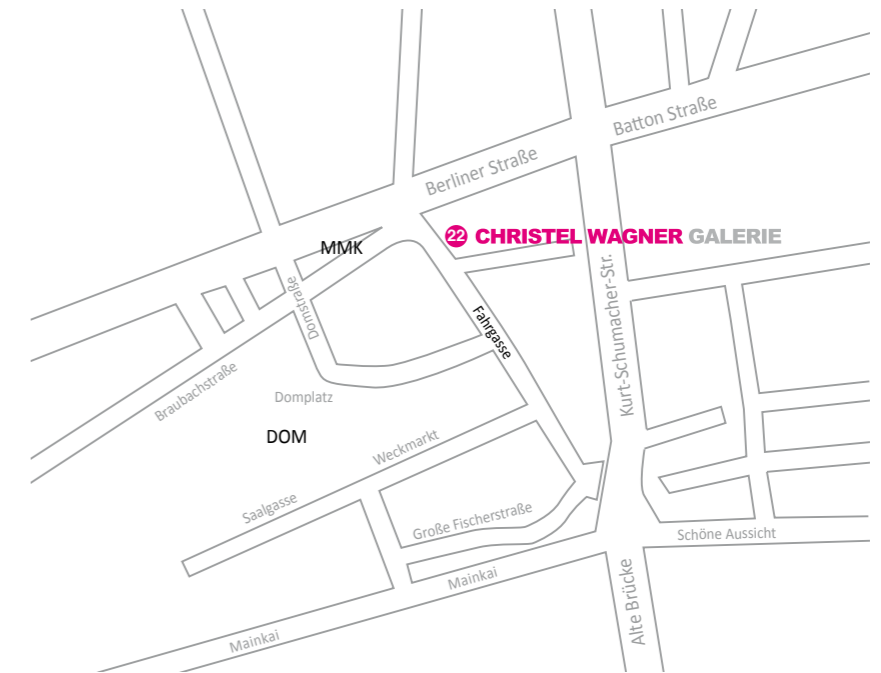 Batton Straße
Berliner Straße
22 CHRISTEL WAGNER GALERIE
MMK
Domstraße
Fahrgasse
Kurt-Schumacher-Str.
Braubachstraße
Domplatz
DOM
Weckmarkt
Saalgasse
Große Fischerstraße
Schöne Aussicht
Mainkai
Alte Brücke
Mainkai